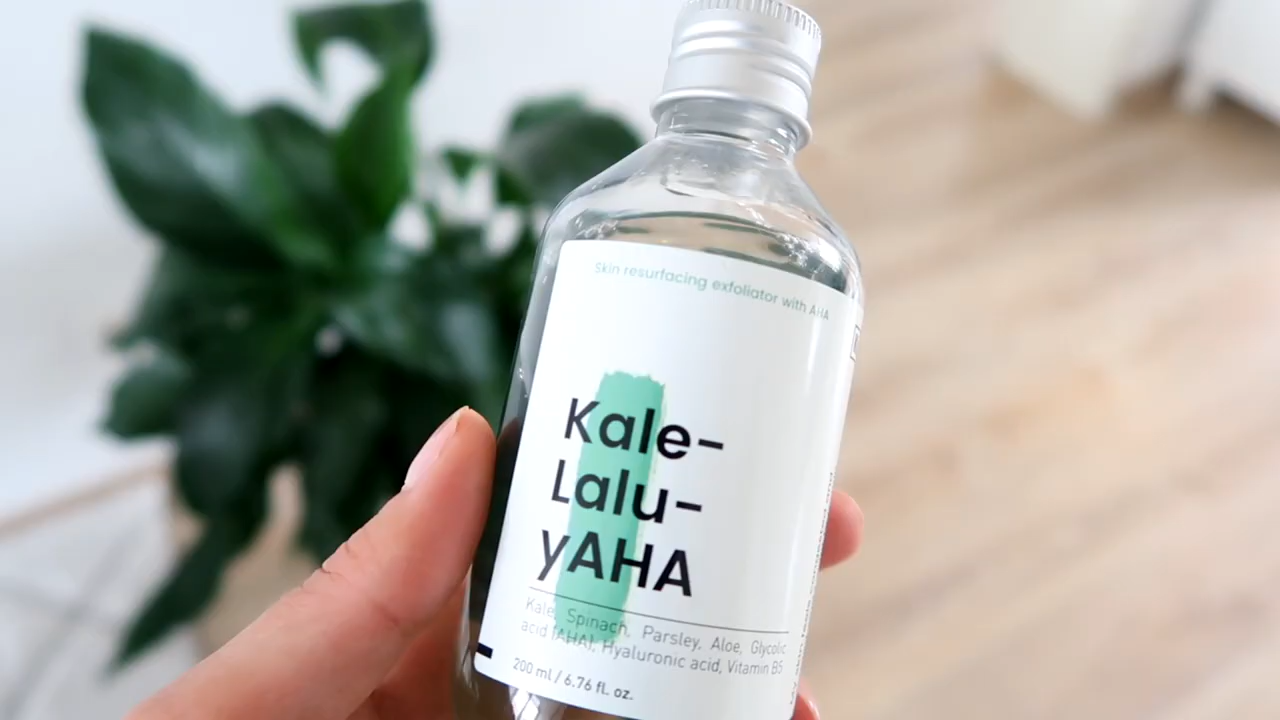 Skin resurfacing exfoliator with AHA
Kale-
Lalu-
yAHA
Kale, Spinach, Parsley, Aloe, Glycolic
acid (AHA), Hyaluronic acid, Vitamin B5
200 ml / 6.76 fl. oz.